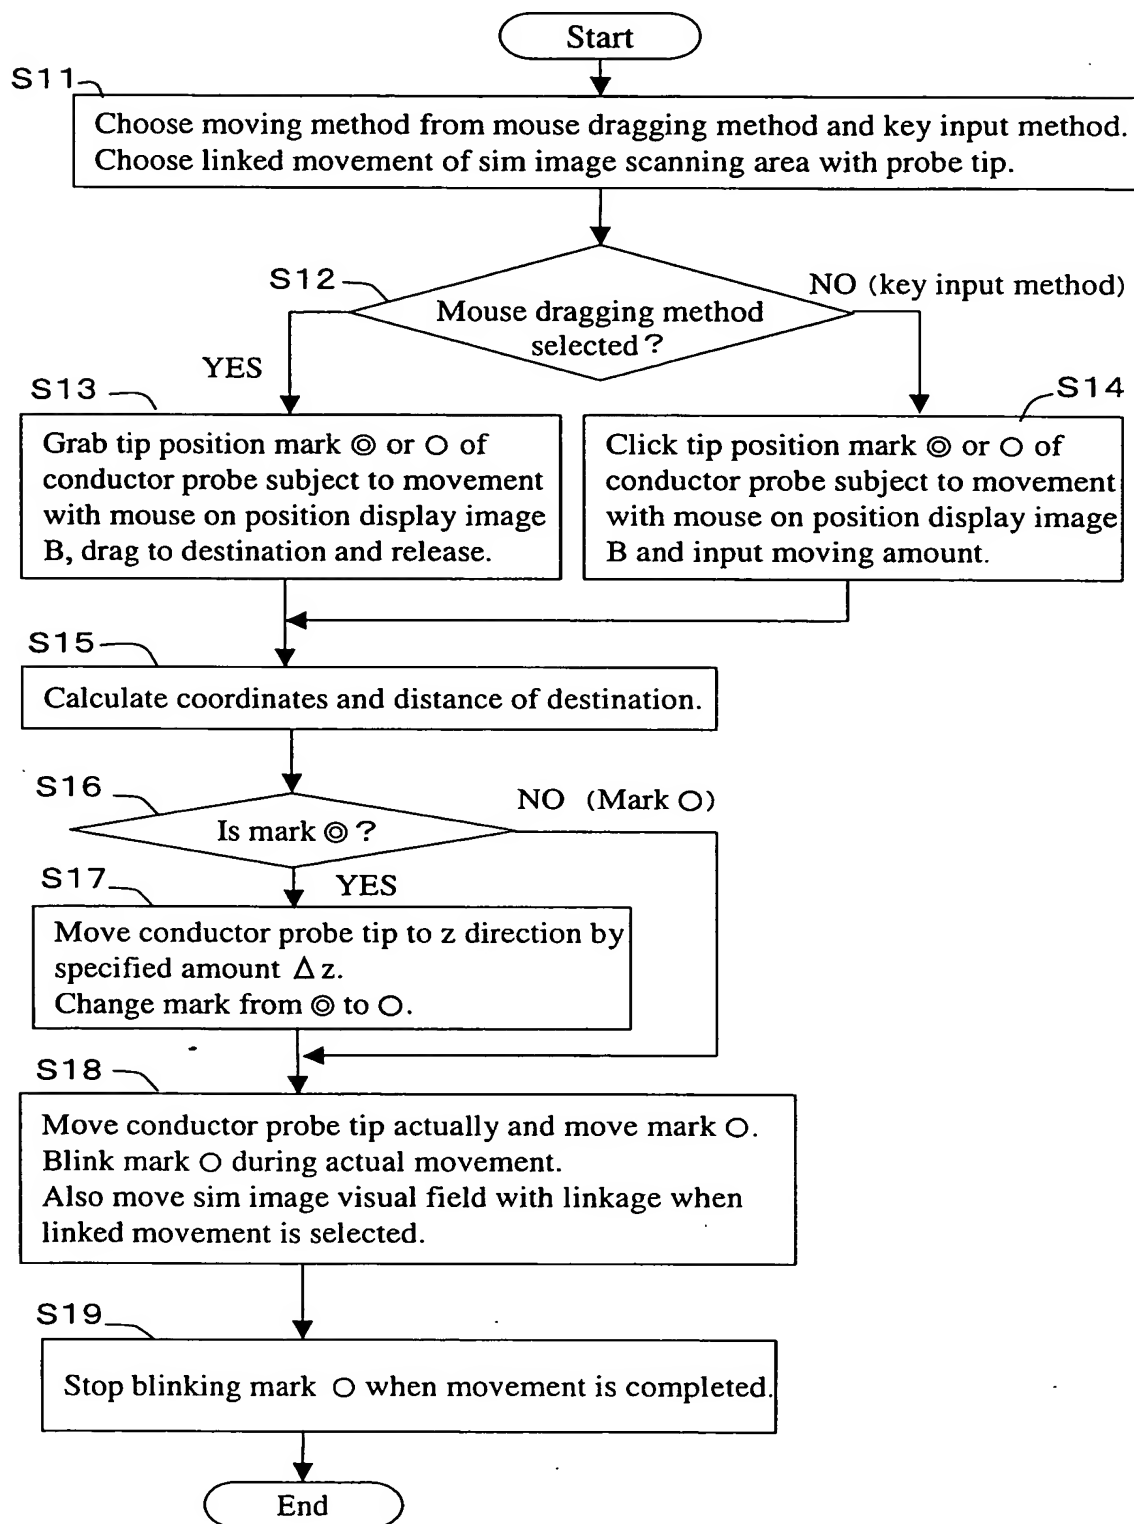 Start
S11
Choose moving method from mouse dragging method and key input method.
Choose linked movement of sim image scanning area with probe tip.
S12
NO (key input method)
Mouse dragging method
selected?
YES
S13
S14
Grab tip position mark ◎ or ○ of
conductor probe subject to movement
with mouse on position display image
B, drag to destination and release.
Click tip position mark ◎ or ○ of
conductor probe subject to movement
with mouse on position display image
B and input moving amount.
S15
Calculate coordinates and distance of destination.
S16
NO (Mark ○)
Is mark ◎?
S17
YES
Move conductor probe tip to z direction by
specified amount Δz.
Change mark from ◎ to ○.
S18
Move conductor probe tip actually and move mark ○.
Blink mark ○ during actual movement.
Also move sim image visual field with linkage when
linked movement is selected.
S19
Stop blinking mark ○ when movement is completed.
End